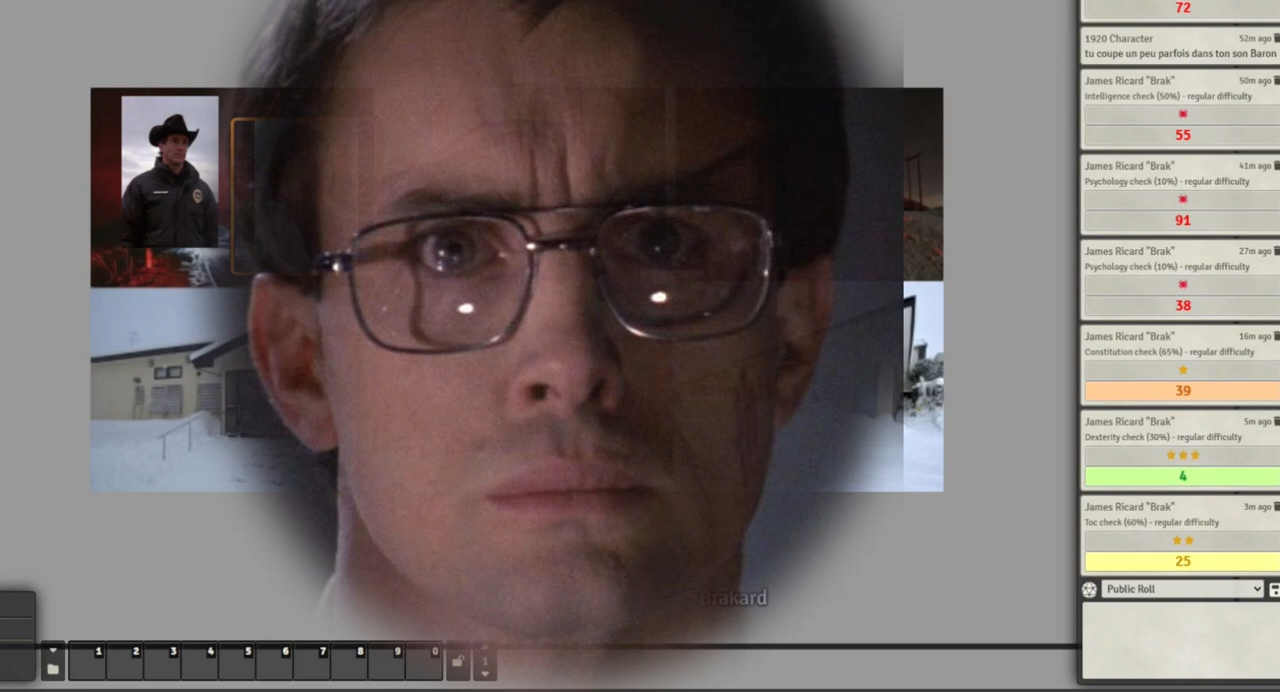 72
1920 Character 52m ago
tu coupe un peu parfois dans ton son Baron
James Ricard "Brak" 50m ago
Intelligence check (50%) - regular difficulty
55
James Ricard "Brak" 41m ago
Psychology check (10%) - regular difficulty
91
James Ricard "Brak" 27m ago
Psychology check (10%) - regular difficulty
38
James Ricard "Brak" 16m ago
Constitution check (65%) - regular difficulty
39
James Ricard "Brak" 5m ago
Dexterity check (30%) - regular difficulty
4
James Ricard "Brak" 3m ago
Toc check (60%) - regular difficulty
25
Public Roll
Brakard
1 2 3 4 5 6 7 8 9 0
1